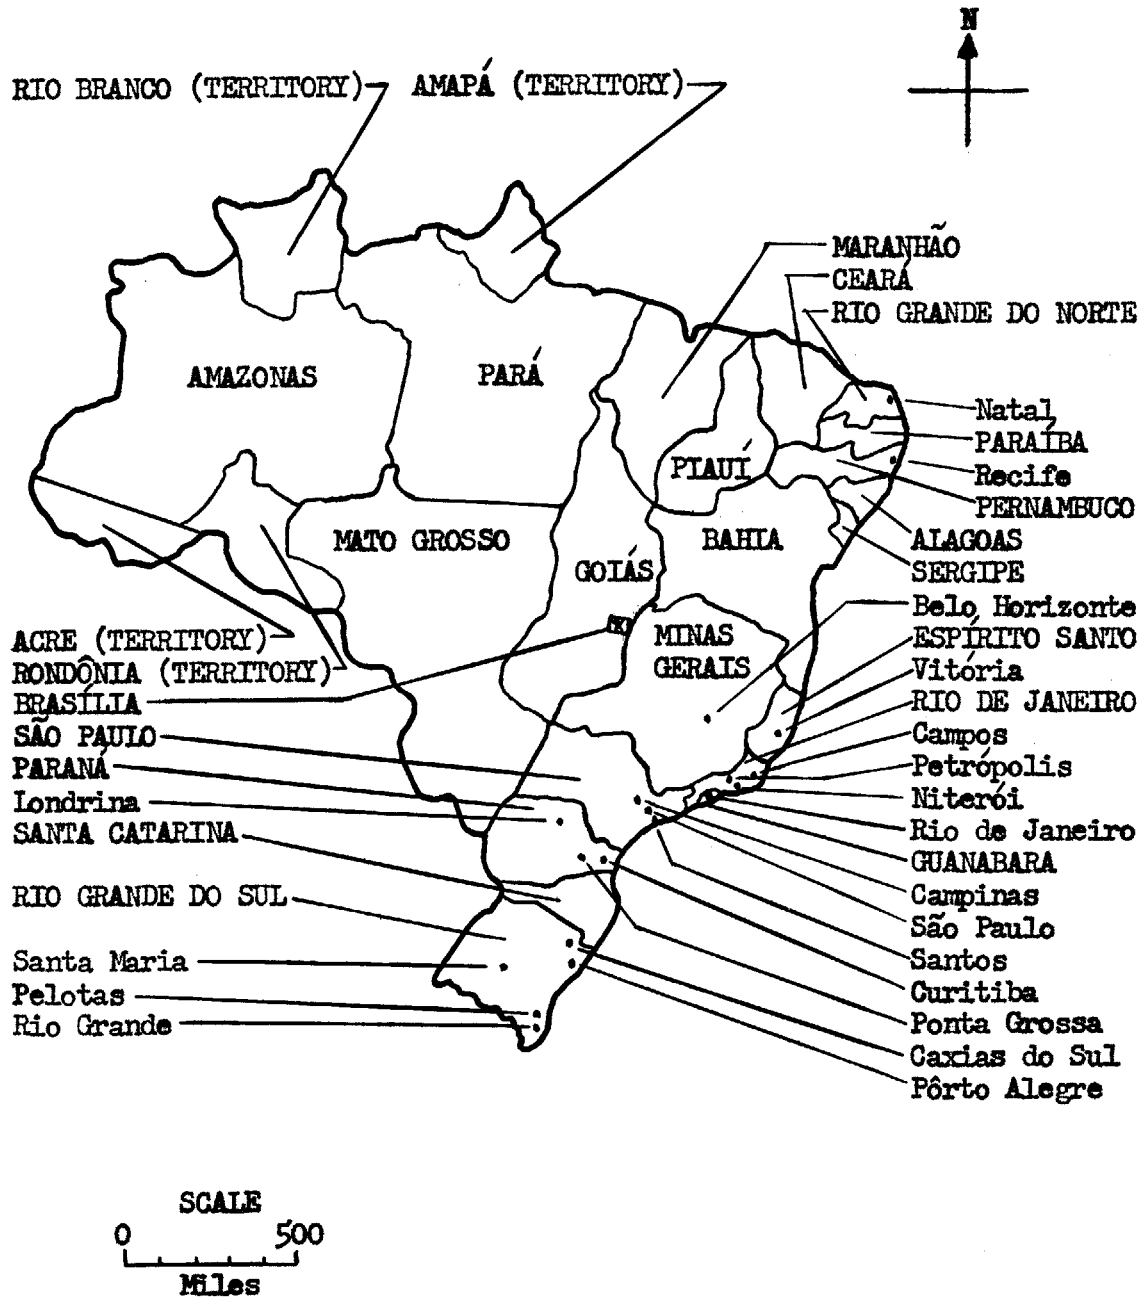 N
RIO BRANCO (TERRITORY)
AMAPÁ (TERRITORY)
MARANHÃO
CEARÁ
RIO GRANDE DO NORTE
AMAZONAS
PARÁ
Natal
PARAÍBA
PIAUÍ
Recife
PERNAMBUCO
MATO GROSSO
BAHIA
ALAGOAS
GOIÁS
SERGIPE
Belo Horizonte
ACRE (TERRITORY)
MINAS
GERAIS
ESPÍRITO SANTO
RONDÔNIA (TERRITORY)
Vitória
BRASÍLIA
RIO DE JANEIRO
SÃO PAULO
Campos
PARANÁ
Petrópolis
Londrina
Niterói
SANTA CATARINA
Rio de Janeiro
GUANABARA
RIO GRANDE DO SUL
Campinas
São Paulo
Santa Maria
Santos
Pelotas
Curitiba
Rio Grande
Ponta Grossa
Caxias do Sul
Pôrto Alegre
SCALE
0 500
Miles